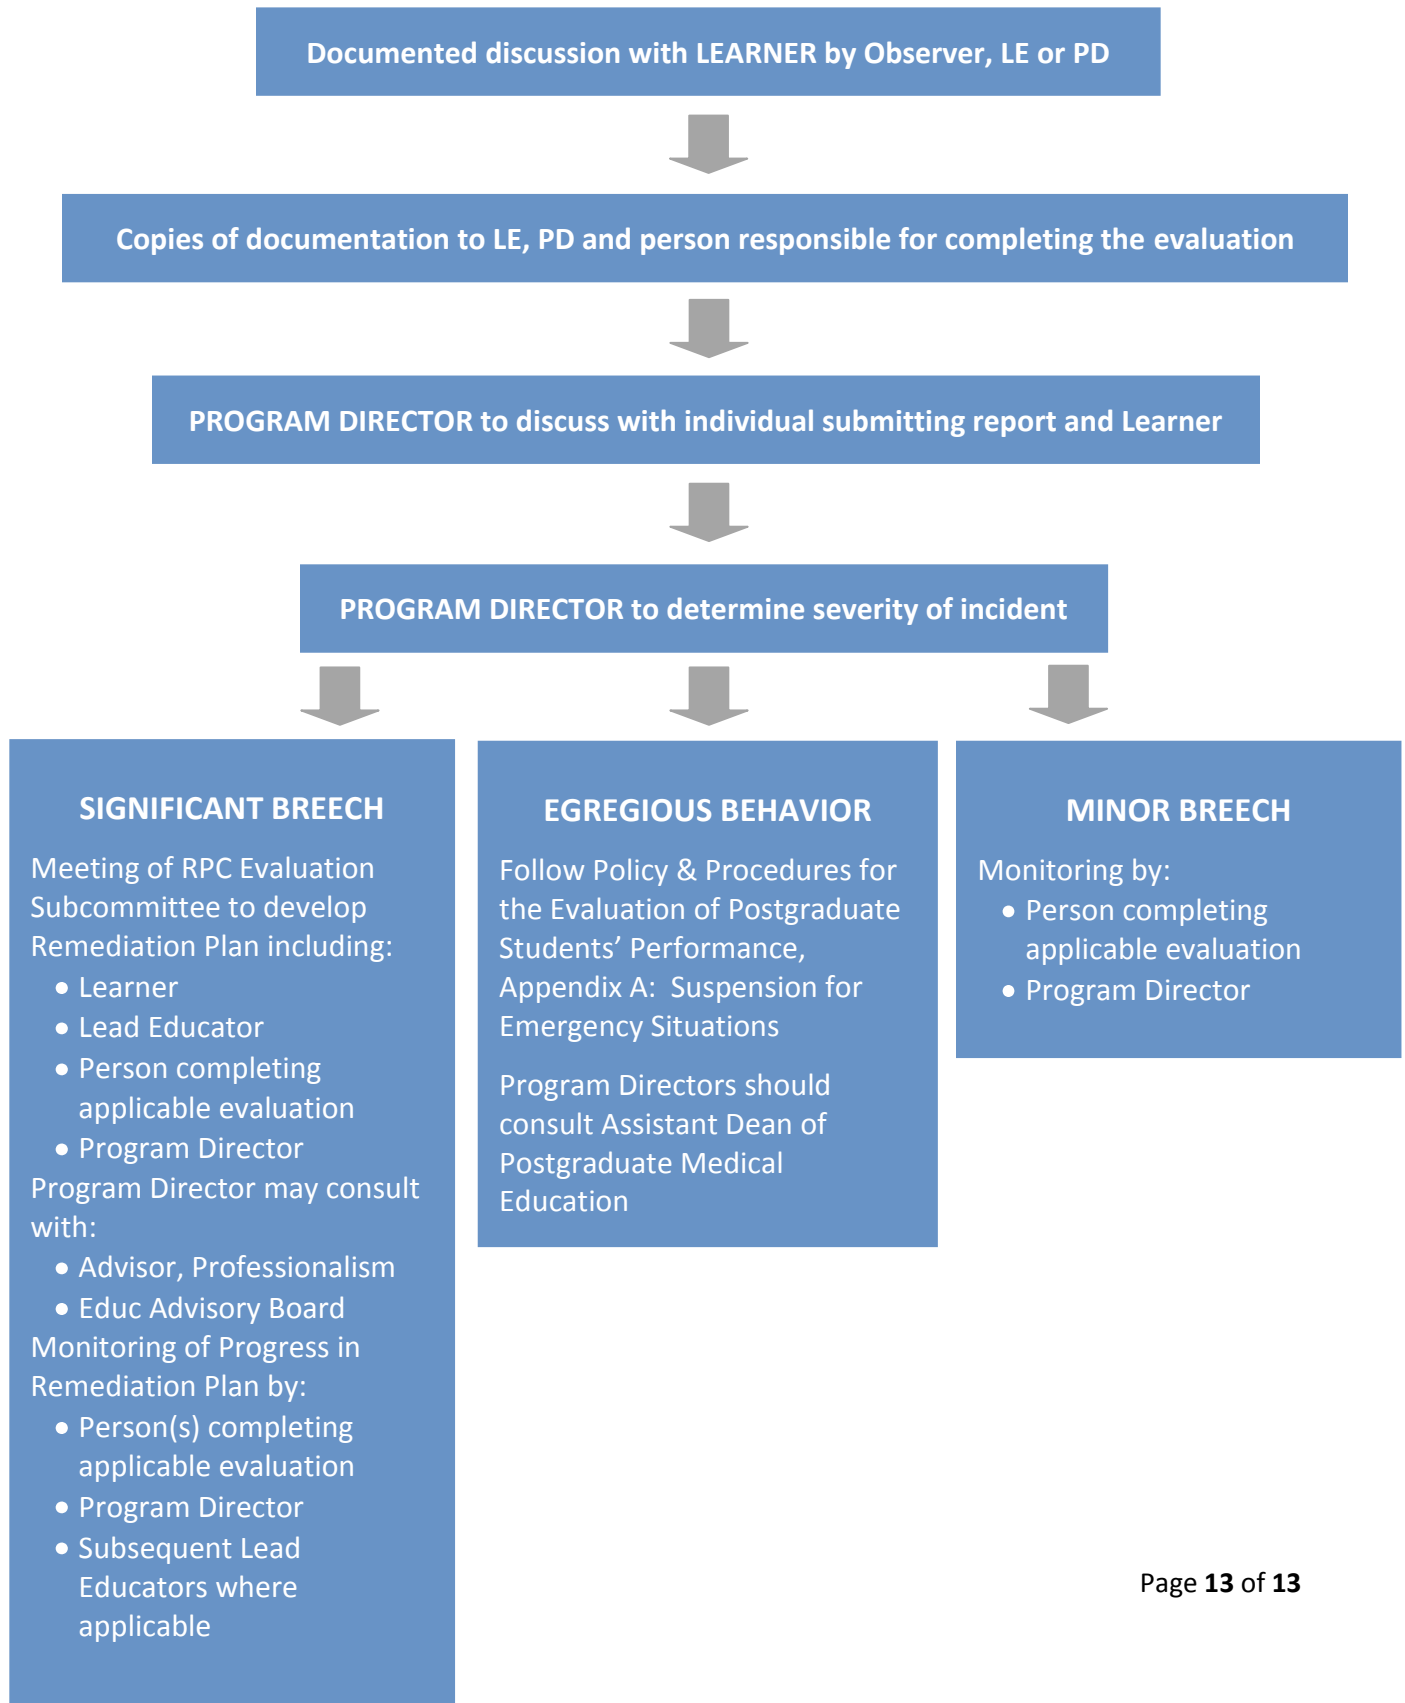 Documented discussion with LEARNER by Observer, LE or PD
Copies of documentation to LE, PD and person responsible for completing the evaluation
PROGRAM DIRECTOR to discuss with individual submitting report and Learner
PROGRAM DIRECTOR to determine severity of incident
SIGNIFICANT BREECH
Meeting of RPC Evaluation
Subcommittee to develop
Remediation Plan including:
• Learner
• Lead Educator
• Person completing
applicable evaluation
• Program Director
Program Director may consult
with:
• Advisor, Professionalism
• Educ Advisory Board
Monitoring of Progress in
Remediation Plan by:
• Person(s) completing
applicable evaluation
• Program Director
• Subsequent Lead
Educators where
applicable
EGREGIOUS BEHAVIOR
Follow Policy & Procedures for
the Evaluation of Postgraduate
Students’ Performance,
Appendix A:  Suspension for
Emergency Situations
Program Directors should
consult Assistant Dean of
Postgraduate Medical
Education
MINOR BREECH
Monitoring by:
• Person completing
applicable evaluation
• Program Director
Page 13 of 13